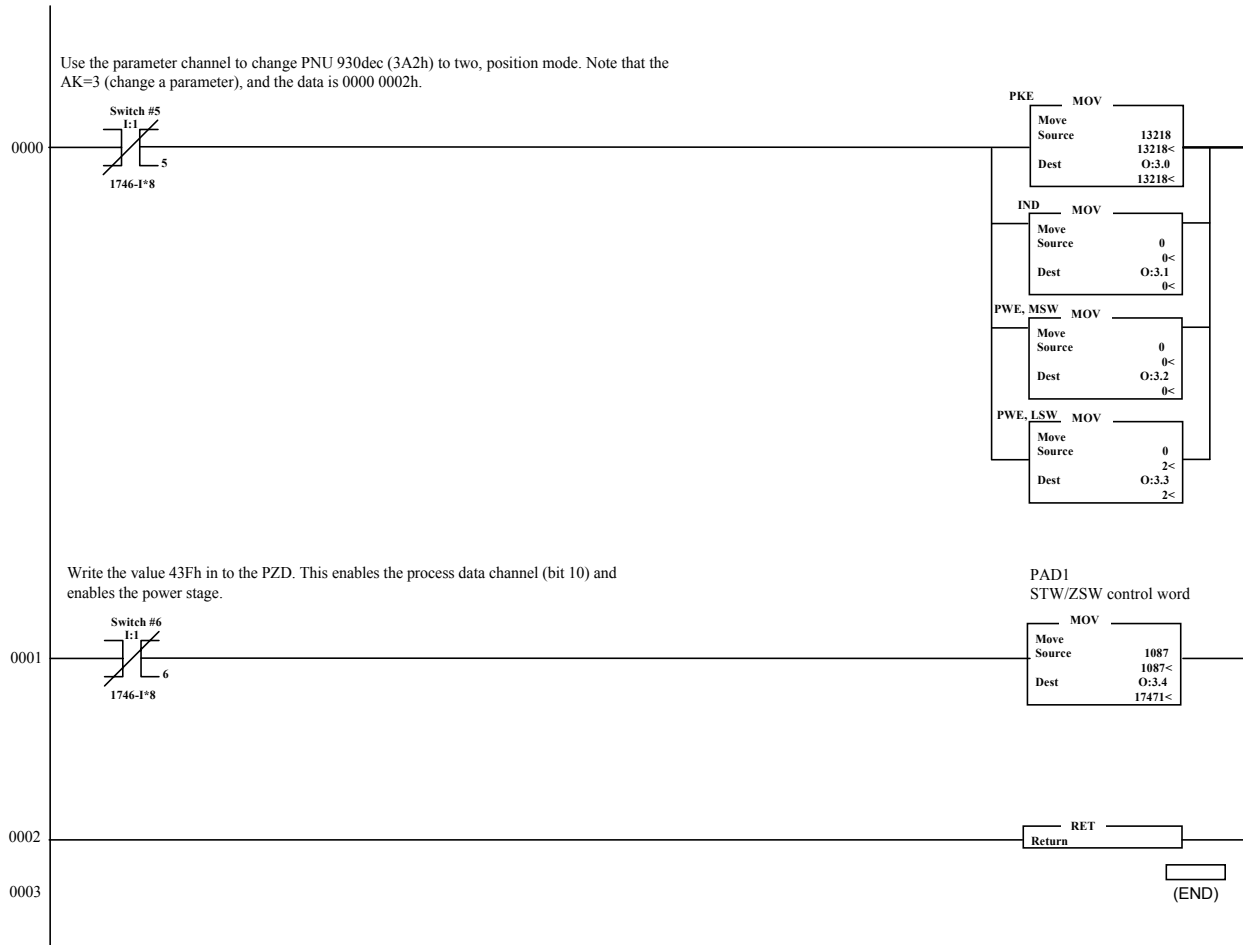 Use the parameter channel to change PNU 930dec (3A2h) to two, position mode. Note that the
AK=3 (change a parameter), and the data is 0000 0002h.
Switch #5
I:1
5
1746-I*8
0000
PKE
MOV
Move
Source 13218
13218<
Dest O:3.0
13218<
IND
MOV
Move
Source 0
0<
Dest O:3.1
0<
PWE, MSW
MOV
Move
Source 0
0<
Dest O:3.2
0<
PWE, LSW
MOV
Move
Source 0
2<
Dest O:3.3
2<
Write the value 43Fh in to the PZD. This enables the process data channel (bit 10) and
enables the power stage.
Switch #6
I:1
6
1746-I*8
0001
PAD1
STW/ZSW control word
MOV
Move
Source 1087
1087<
Dest O:3.4
17471<
0002
RET
Return
0003
(END)